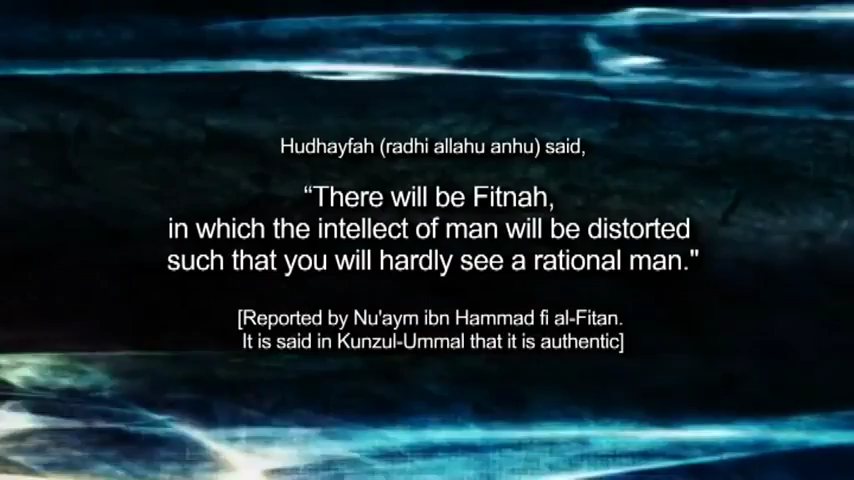 Hudhayfah (radhi allahu anhu) said,
“There will be Fitnah,
in which the intellect of man will be distorted
such that you will hardly see a rational man."
[Reported by Nu'aym ibn Hammad fi al-Fitan.
It is said in Kunzul-Ummal that it is authentic]